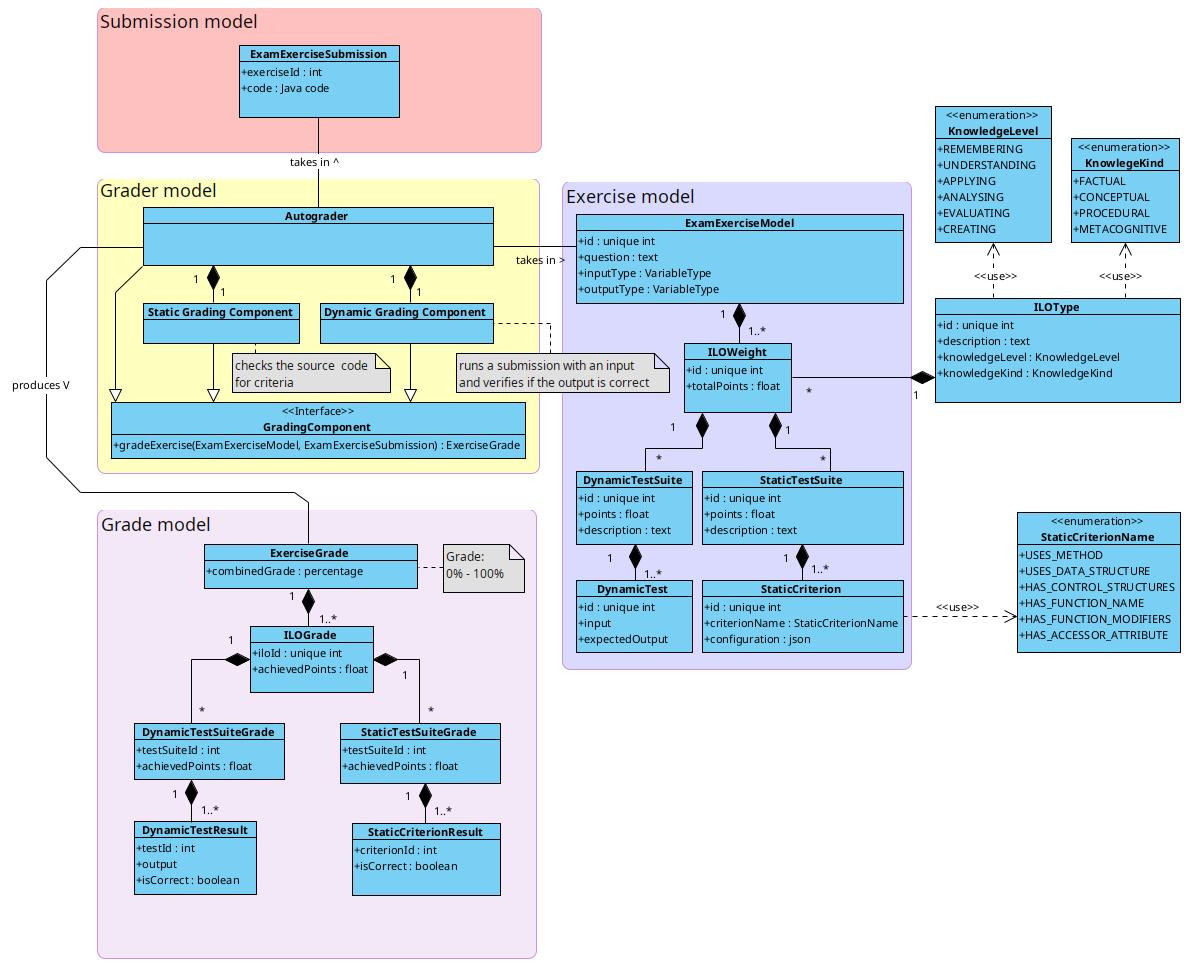 Submission model
ExamExerciseSubmission
+exerciseId : int
+code : Java code
takes in ^
Grader model
Autograder
1
1
1
1
Static Grading Component
Dynamic Grading Component
checks the source  code
for criteria
runs a submission with an input
and verifies if the output is correct
<<Interface>>
GradingComponent
+gradeExercise(ExamExerciseModel, ExamExerciseSubmission) : ExerciseGrade
takes in >
produces V
Exercise model
ExamExerciseModel
+id : unique int
+question : text
+inputType : VariableType
+outputType : VariableType
1
1..*
ILOWeight
+id : unique int
+totalPoints : float
*
1
1
*
1
*
DynamicTestSuite
+id : unique int
+points : float
+description : text
StaticTestSuite
+id : unique int
+points : float
+description : text
1
1..*
1
1..*
DynamicTest
+id : unique int
+input
+expectedOutput
StaticCriterion
+id : unique int
+criterionName : StaticCriterionName
+configuration : json
<<enumeration>>
KnowledgeLevel
+REMEMBERING
+UNDERSTANDING
+APPLYING
+ANALYSING
+EVALUATING
+CREATING
<<enumeration>>
KnowlegeKind
+FACTUAL
+CONCEPTUAL
+PROCEDURAL
+METACOGNITIVE
<<use>>
<<use>>
ILOType
+id : unique int
+description : text
+knowledgeLevel : KnowledgeLevel
+knowledgeKind : KnowledgeKind
<<use>>
<<enumeration>>
StaticCriterionName
+USES_METHOD
+USES_DATA_STRUCTURE
+HAS_CONTROL_STRUCTURES
+HAS_FUNCTION_NAME
+HAS_FUNCTION_MODIFIERS
+HAS_ACCESSOR_ATTRIBUTE
Grade model
ExerciseGrade
+combinedGrade : percentage
Grade:
0% - 100%
1
1..*
ILOGrade
+iloId : unique int
+achievedPoints : float
1
*
1
*
DynamicTestSuiteGrade
+testSuiteId : int
+achievedPoints : float
StaticTestSuiteGrade
+testSuiteId : int
+achievedPoints : float
1
1..*
1
1..*
DynamicTestResult
+testId : int
+output
+isCorrect : boolean
StaticCriterionResult
+criterionId : int
+isCorrect : boolean